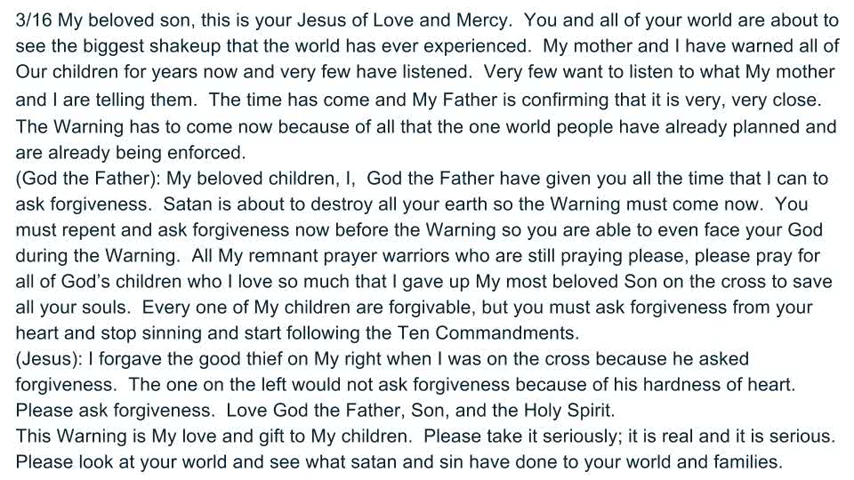 3/16 My beloved son, this is your Jesus of Love and Mercy.  You and all of your world are about to
see the biggest shakeup that the world has ever experienced.  My mother and I have warned all of
Our children for years now and very few have listened.  Very few want to listen to what My mother
and I are telling them.  The time has come and My Father is confirming that it is very, very close.
The Warning has to come now because of all that the one world people have already planned and
are already being enforced.
(God the Father): My beloved children, I,  God the Father have given you all the time that I can to
ask forgiveness.  Satan is about to destroy all your earth so the Warning must come now.  You
must repent and ask forgiveness now before the Warning so you are able to even face your God
during the Warning.  All My remnant prayer warriors who are still praying please, please pray for
all of God's children who I love so much that I gave up My most beloved Son on the cross to save
all your souls.  Every one of My children are forgivable, but you must ask forgiveness from your
heart and stop sinning and start following the Ten Commandments.
(Jesus): I forgave the good thief on My right when I was on the cross because he asked
forgiveness.  The one on the left would not ask forgiveness because of his hardness of heart.
Please ask forgiveness.  Love God the Father, Son, and the Holy Spirit.
This Warning is My love and gift to My children.  Please take it seriously; it is real and it is serious.
Please look at your world and see what satan and sin have done to your world and families.